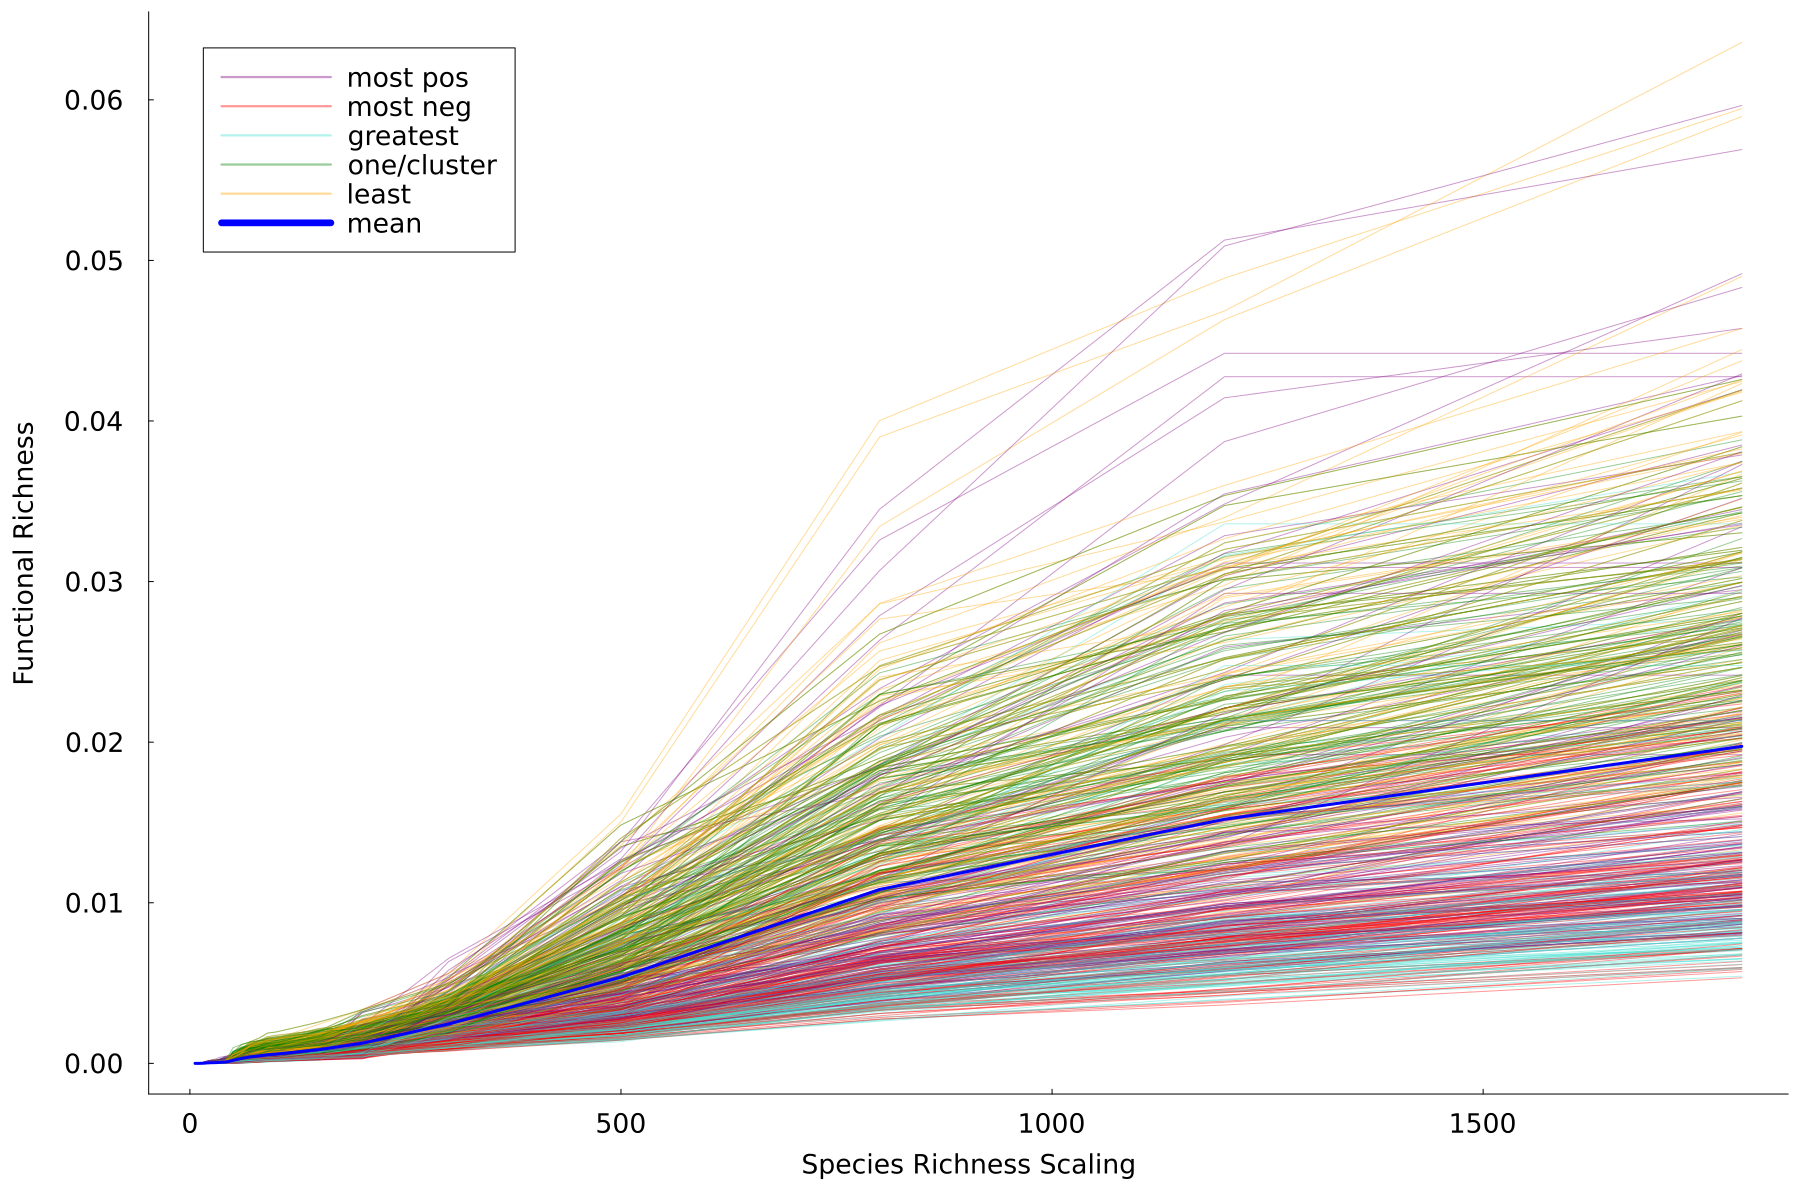 most pos
most neg
greatest
one/cluster
least
mean
0.06
0.05
0.04
0.03
0.02
0.01
0.00
Functional Richness
0 500 1000 1500
Species Richness Scaling